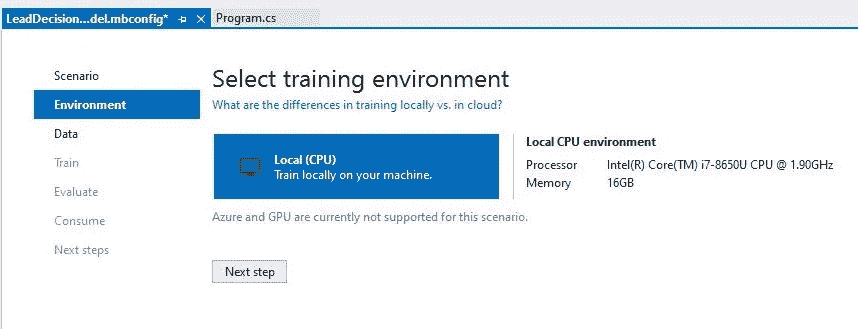 LeadDecision...del.mbconfig* Program.cs
Scenario
Environment
Data
Train
Evaluate
Consume
Next steps
Select training environment
What are the differences in training locally vs. in cloud?
Local (CPU)
Train locally on your machine.
Local CPU environment
Processor Intel(R) Core(TM) i7-8650U CPU @ 1.90GHz
Memory 16GB
Azure and GPU are currently not supported for this scenario.
Next step